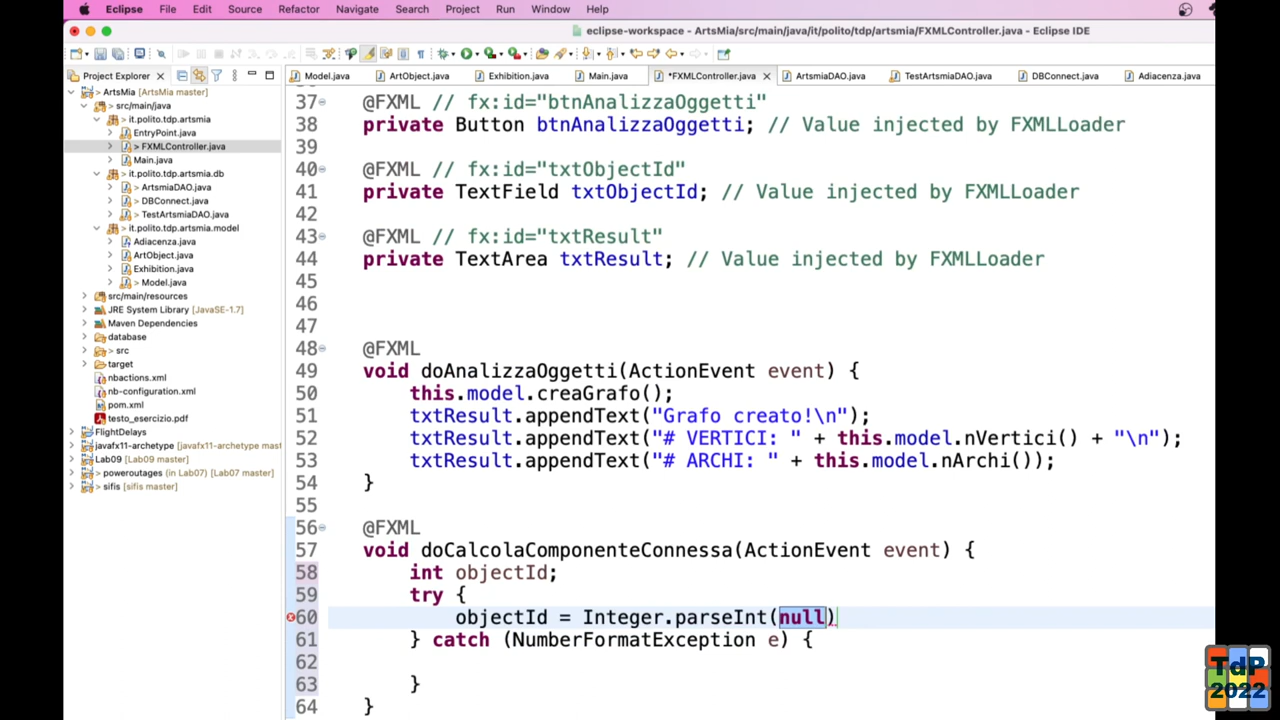 Eclipse File Edit Source Refactor Navigate Search Project Run Window Help
eclipse-workspace - ArtsMia/src/main/java/it/polito/tdp/artsmia/FXMLController.java - Eclipse IDE
Project Explorer
Model.java ArtObject.java Exhibition.java Main.java *FXMLController.java ArtsmiaDAO.java TestArtsmiaDAO.java DBConnect.java Adiacenza.java
ArtsMia [ArtsMia master]
src/main/java
it.polito.tdp.artsmia
EntryPoint.java
> FXMLController.java
Main.java
> it.polito.tdp.artsmia.db
> ArtsmiaDAO.java
> DBConnect.java
> TestArtsmiaDAO.java
> it.polito.tdp.artsmia.model
Adiacenza.java
> ArtObject.java
Exhibition.java
> Model.java
src/main/resources
JRE System Library [JavaSE-1.7]
Maven Dependencies
database
> src
target
nbactions.xml
nb-configuration.xml
pom.xml
testo_esercizio.pdf
FlightDelays
javafx11-archetype [javafx11-archetype mast
Lab09 [Lab09 master]
> poweroutages (in Lab07) [Lab07 master]
> sifis [sifis master]
37 @FXML // fx:id="btnAnalizzaOggetti"
38 private Button btnAnalizzaOggetti; // Value injected by FXMLLoader
39
40 @FXML // fx:id="txtObjectId"
41 private TextField txtObjectId; // Value injected by FXMLLoader
42
43 @FXML // fx:id="txtResult"
44 private TextArea txtResult; // Value injected by FXMLLoader
45
46
47
48 @FXML
49 void doAnalizzaOggetti(ActionEvent event) {
50 this.model.creaGrafo();
51 txtResult.appendText("Grafo creato!\n");
52 txtResult.appendText("# VERTICI: " + this.model.nVertici() + "\n");
53 txtResult.appendText("# ARCHI: " + this.model.nArchi());
54 }
55
56 @FXML
57 void doCalcolaComponenteConnessa(ActionEvent event) {
58 int objectId;
59 try {
60 objectId = Integer.parseInt(null)
61 } catch (NumberFormatException e) {
62
63 }
64 }
TdP
2022